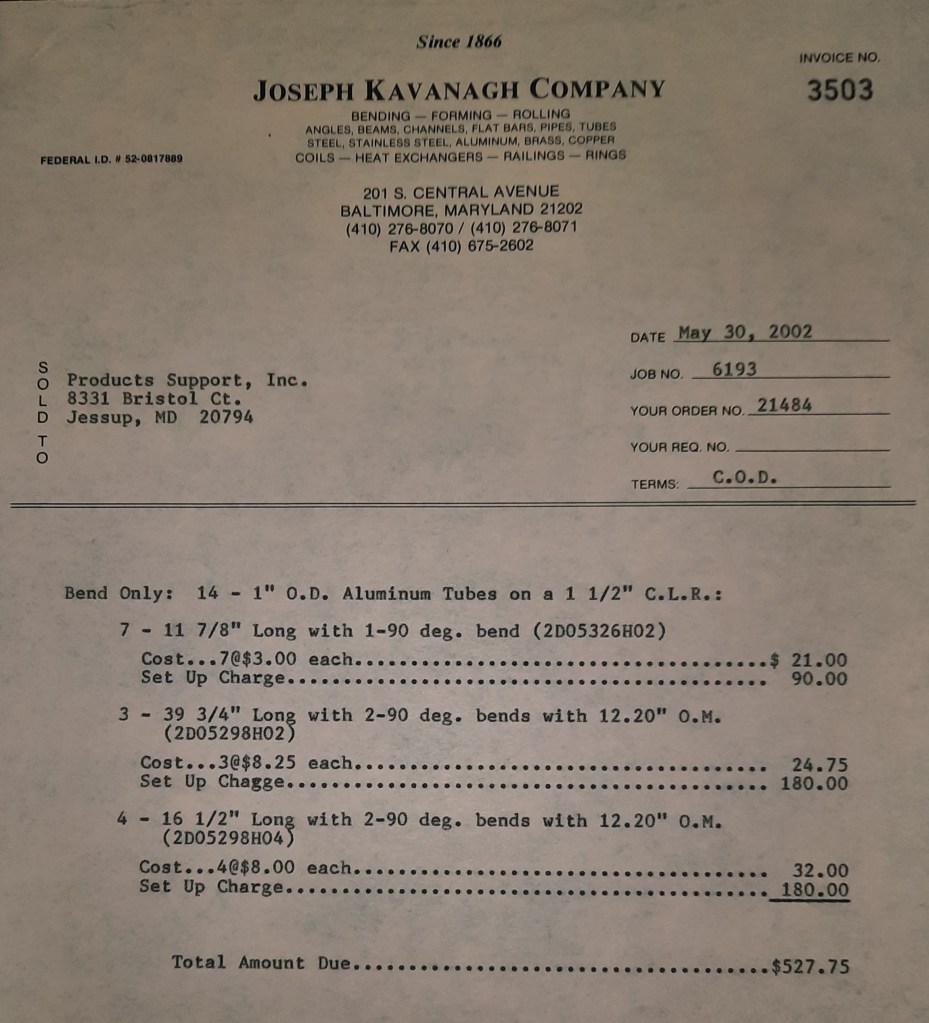 Since 1866
INVOICE NO.
JOSEPH KAVANAGH COMPANY
3503
BENDING — FORMING — ROLLING
ANGLES, BEAMS, CHANNELS, FLAT BARS, PIPES, TUBES
STEEL, STAINLESS STEEL, ALUMINUM, BRASS, COPPER
COILS — HEAT EXCHANGERS — RAILINGS — RINGS
FEDERAL I.D. # 52-0817889
201 S. CENTRAL AVENUE
BALTIMORE, MARYLAND 21202
(410) 276-8070 / (410) 276-8071
FAX (410) 675-2602
DATE May 30, 2002
JOB NO. 6193
YOUR ORDER NO. 21484
YOUR REQ. NO.
TERMS: C.O.D.
SOLD TO
Products Support, Inc.
8331 Bristol Ct.
Jessup, MD 20794
Bend Only: 14 - 1" O.D. Aluminum Tubes on a 1 1/2" C.L.R.:
7 - 11 7/8" Long with 1-90 deg. bend (2D05326H02)
Cost...7@$3.00 each.......................................$ 21.00
Set Up Charge............................................. 90.00
3 - 39 3/4" Long with 2-90 deg. bends with 12.20" O.M.
(2D05298H02)
Cost...3@$8.25 each....................................... 24.75
Set Up Chagge............................................. 180.00
4 - 16 1/2" Long with 2-90 deg. bends with 12.20" O.M.
(2D05298H04)
Cost...4@$8.00 each....................................... 32.00
Set Up Charge............................................. 180.00
Total Amount Due.......................................$527.75